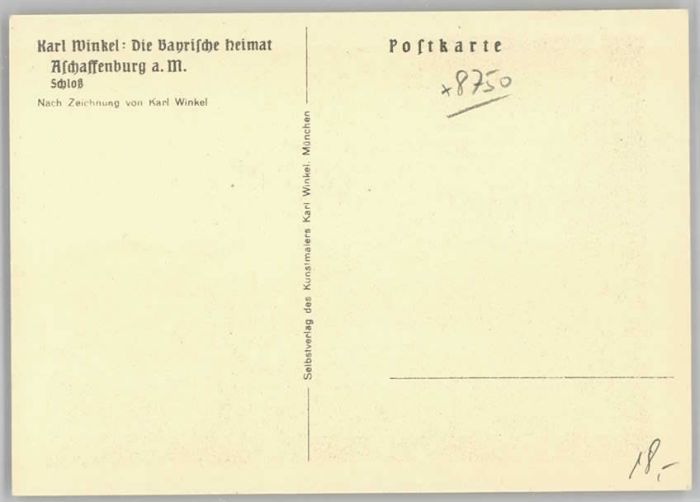 Karl Winkel: Die Bayrische Heimat
Aschaffenburg a. M.
Schloß
Nach Zeichnung von Karl Winkel
Selbstverlag des Kunstmalers Karl Winkel, München
Postkarte
x8750
18,-